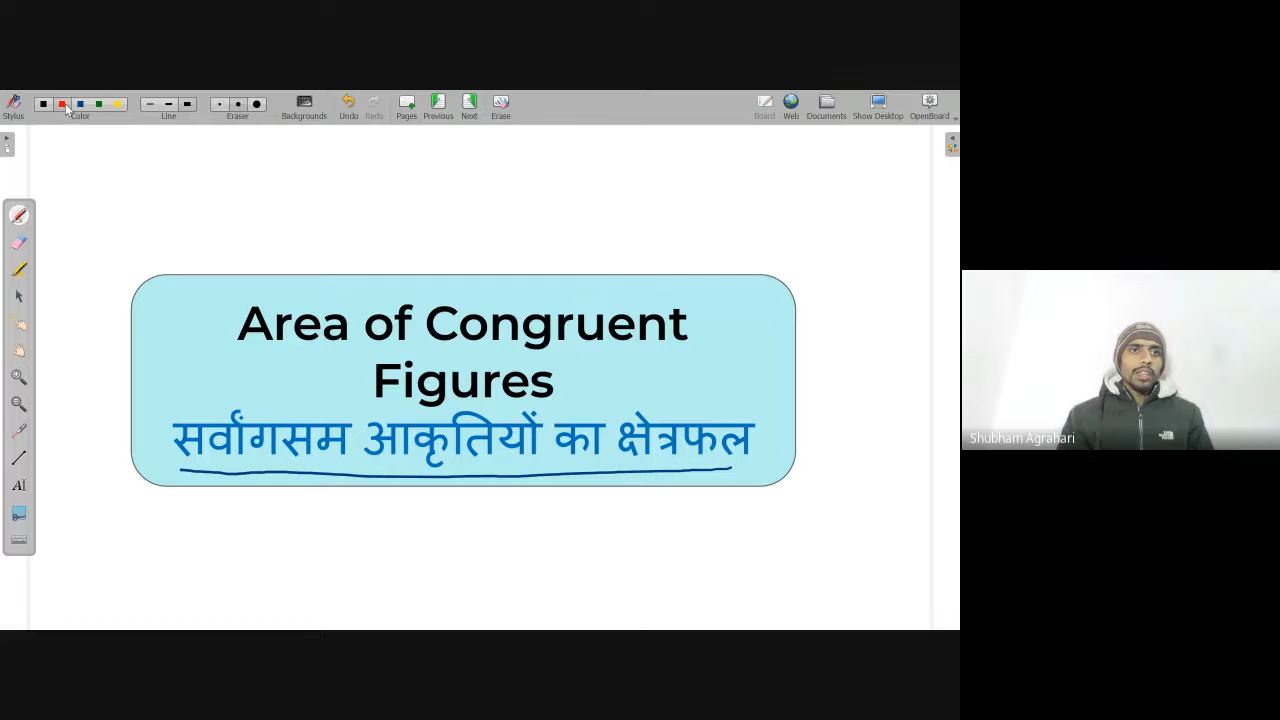 Stylus
Color
Line
Eraser
Backgrounds
Undo
Redo
Pages
Previous
Next
Erase
Board
Web
Documents
Show Desktop
OpenBoard
Area of Congruent
Figures
सर्वांगसम आकृतियों का क्षेत्रफल
Shubham Agrahari